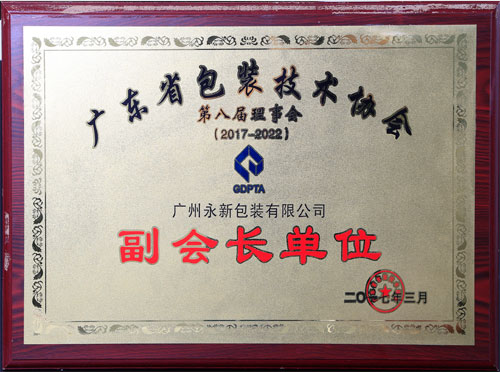 广东省包装技术协会
第八届理事会
(2017-2022)
GDPTA
广州永新包装有限公司
副会长单位
二〇一七年三月